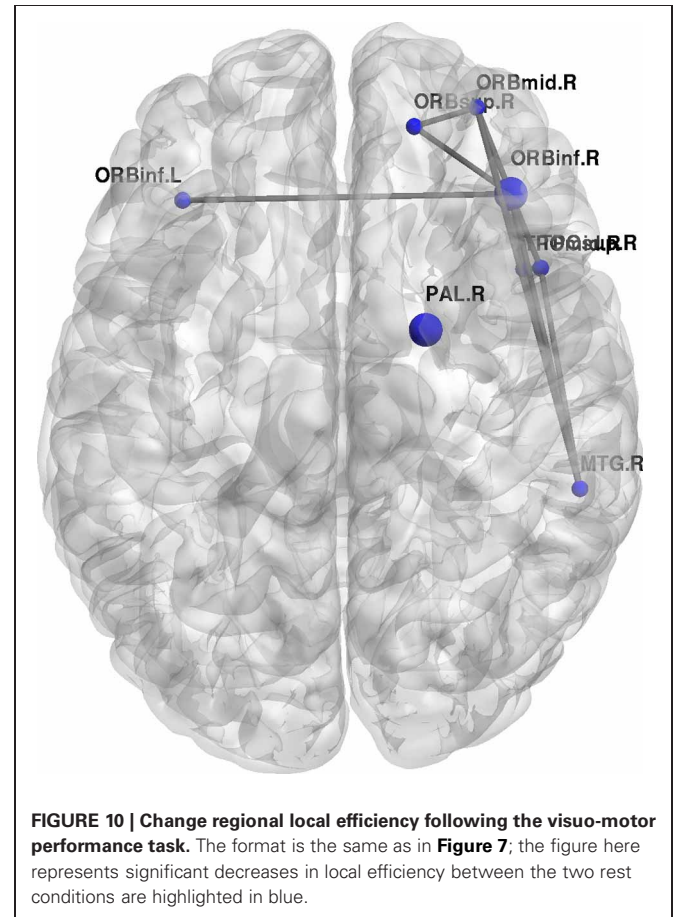 ORBmid.R
ORBsup.R
ORBinf.R
ORBinf.L
PAL.R
MTG.R
FIGURE 10 | Change regional local efficiency following the visuo-motor
performance task. The format is the same as in Figure 7; the figure here
represents significant decreases in local efficiency between the two rest
conditions are highlighted in blue.